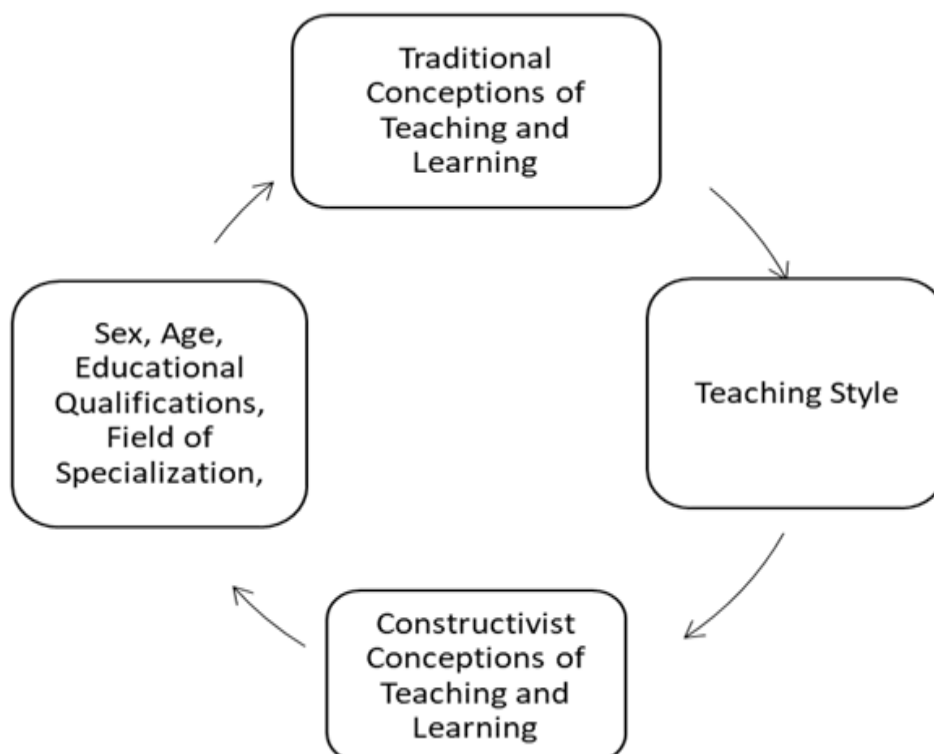 Traditional
Conceptions of
Teaching and
Learning
Sex, Age,
Educational
Qualifications,
Field of
Specialization,
Teaching Style
Constructivist
Conceptions of
Teaching and
Learning